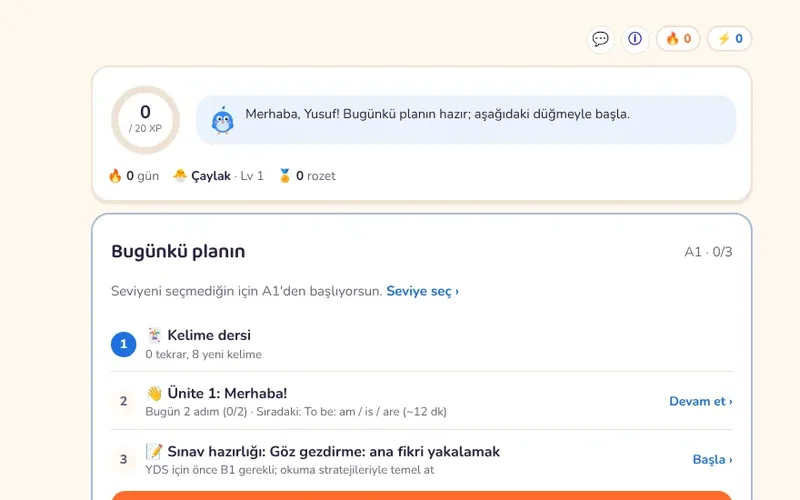 💬 ⓘ 🔥 0 ⚡ 0
0
/ 20 XP
Merhaba, Yusuf! Bugünkü planın hazır; aşağıdaki düğmeyle başla.
🔥 0 gün 🐣 Çaylak · Lv 1 🏅 0 rozet
Bugünkü planın
A1 · 0/3
Seviyeni seçmediğin için A1'den başlıyorsun. Seviye seç ›
1
🃏 Kelime dersi
0 tekrar, 8 yeni kelime
2
👋 Ünite 1: Merhaba!
Bugün 2 adım (0/2) · Sıradaki: To be: am / is / are (~12 dk)
Devam et ›
3
📝 Sınav hazırlığı: Göz gezdirme: ana fikri yakalamak
YDS için önce B1 gerekli; okuma stratejileriyle temel at
Başla ›